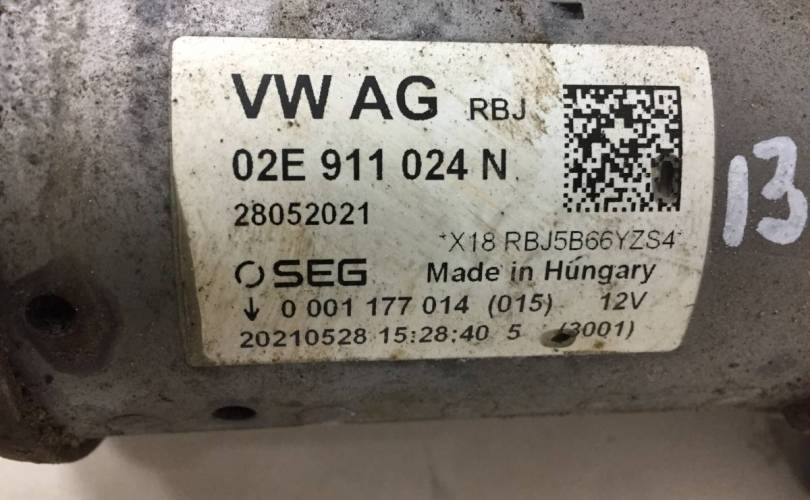 VW AG RBJ
02E 911 024 N
28052021
*X18 RBJ5B66YZS4*
SEG Made in Hungary
↓ 0 001 177 014 (015) 12V
20210528 15:28:40 5 (3001)
13